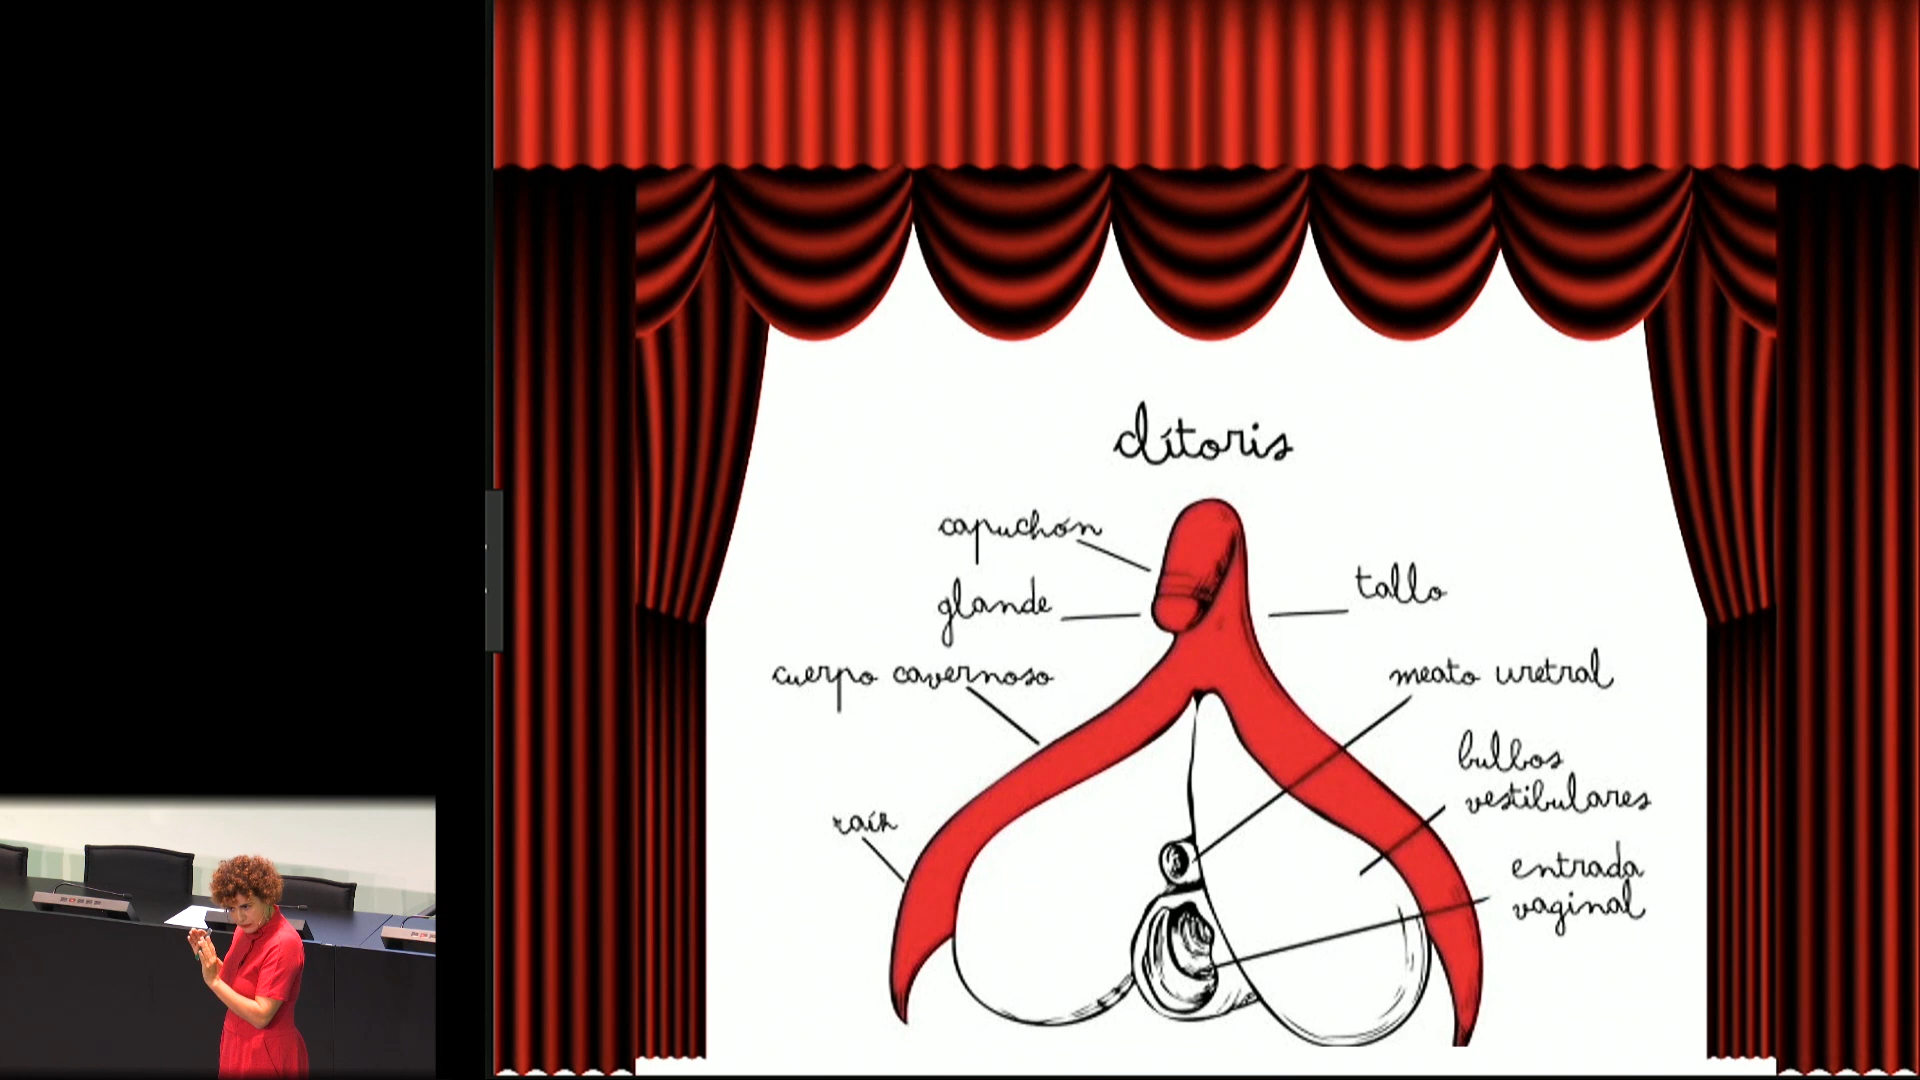 clítoris
capuchón
glande
tallo
cuerpo cavernoso
meato uretral
bulbos
vestibulares
raíz
entrada
vaginal